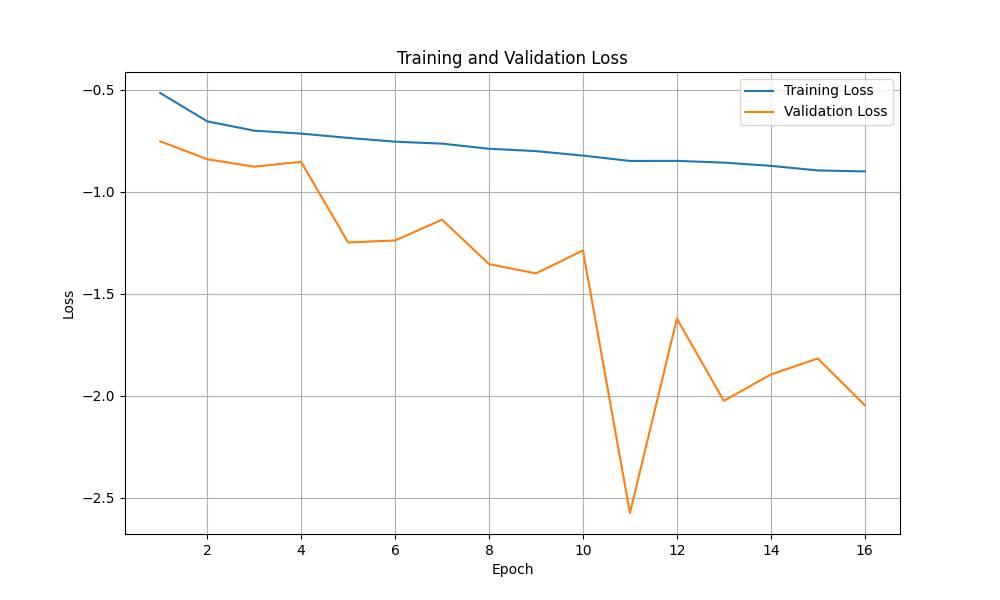 Training and Validation Loss
Training Loss
Validation Loss
−0.5
−1.0
−1.5
−2.0
−2.5
Loss
2 4 6 8 10 12 14 16
Epoch